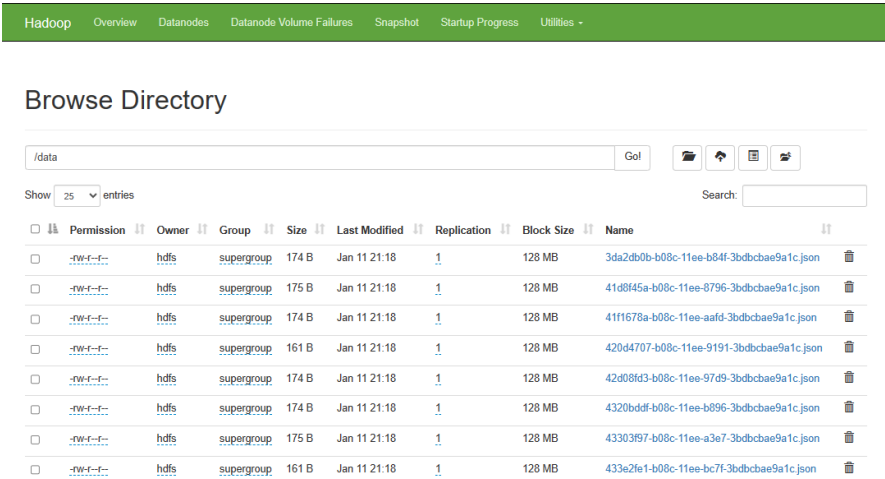 Hadoop Overview Datanodes Datanode Volume Failures Snapshot Startup Progress Utilities
Browse Directory
/data Go!
Show 25 entries Search:
Permission Owner Group Size Last Modified Replication Block Size Name
-rw-r--r-- hdfs supergroup 174 B Jan 11 21:18 1 128 MB 3da2db0b-b08c-11ee-b84f-3bdbcbae9a1c.json
-rw-r--r-- hdfs supergroup 175 B Jan 11 21:18 1 128 MB 41d8f45a-b08c-11ee-8796-3bdbcbae9a1c.json
-rw-r--r-- hdfs supergroup 174 B Jan 11 21:18 1 128 MB 41f1678a-b08c-11ee-aafd-3bdbcbae9a1c.json
-rw-r--r-- hdfs supergroup 161 B Jan 11 21:18 1 128 MB 420d4707-b08c-11ee-9191-3bdbcbae9a1c.json
-rw-r--r-- hdfs supergroup 174 B Jan 11 21:18 1 128 MB 42d08fd3-b08c-11ee-97d9-3bdbcbae9a1c.json
-rw-r--r-- hdfs supergroup 174 B Jan 11 21:18 1 128 MB 4320bddf-b08c-11ee-b896-3bdbcbae9a1c.json
-rw-r--r-- hdfs supergroup 175 B Jan 11 21:18 1 128 MB 43303f97-b08c-11ee-a3e7-3bdbcbae9a1c.json
-rw-r--r-- hdfs supergroup 161 B Jan 11 21:18 1 128 MB 433e2fe1-b08c-11ee-bc7f-3bdbcbae9a1c.json